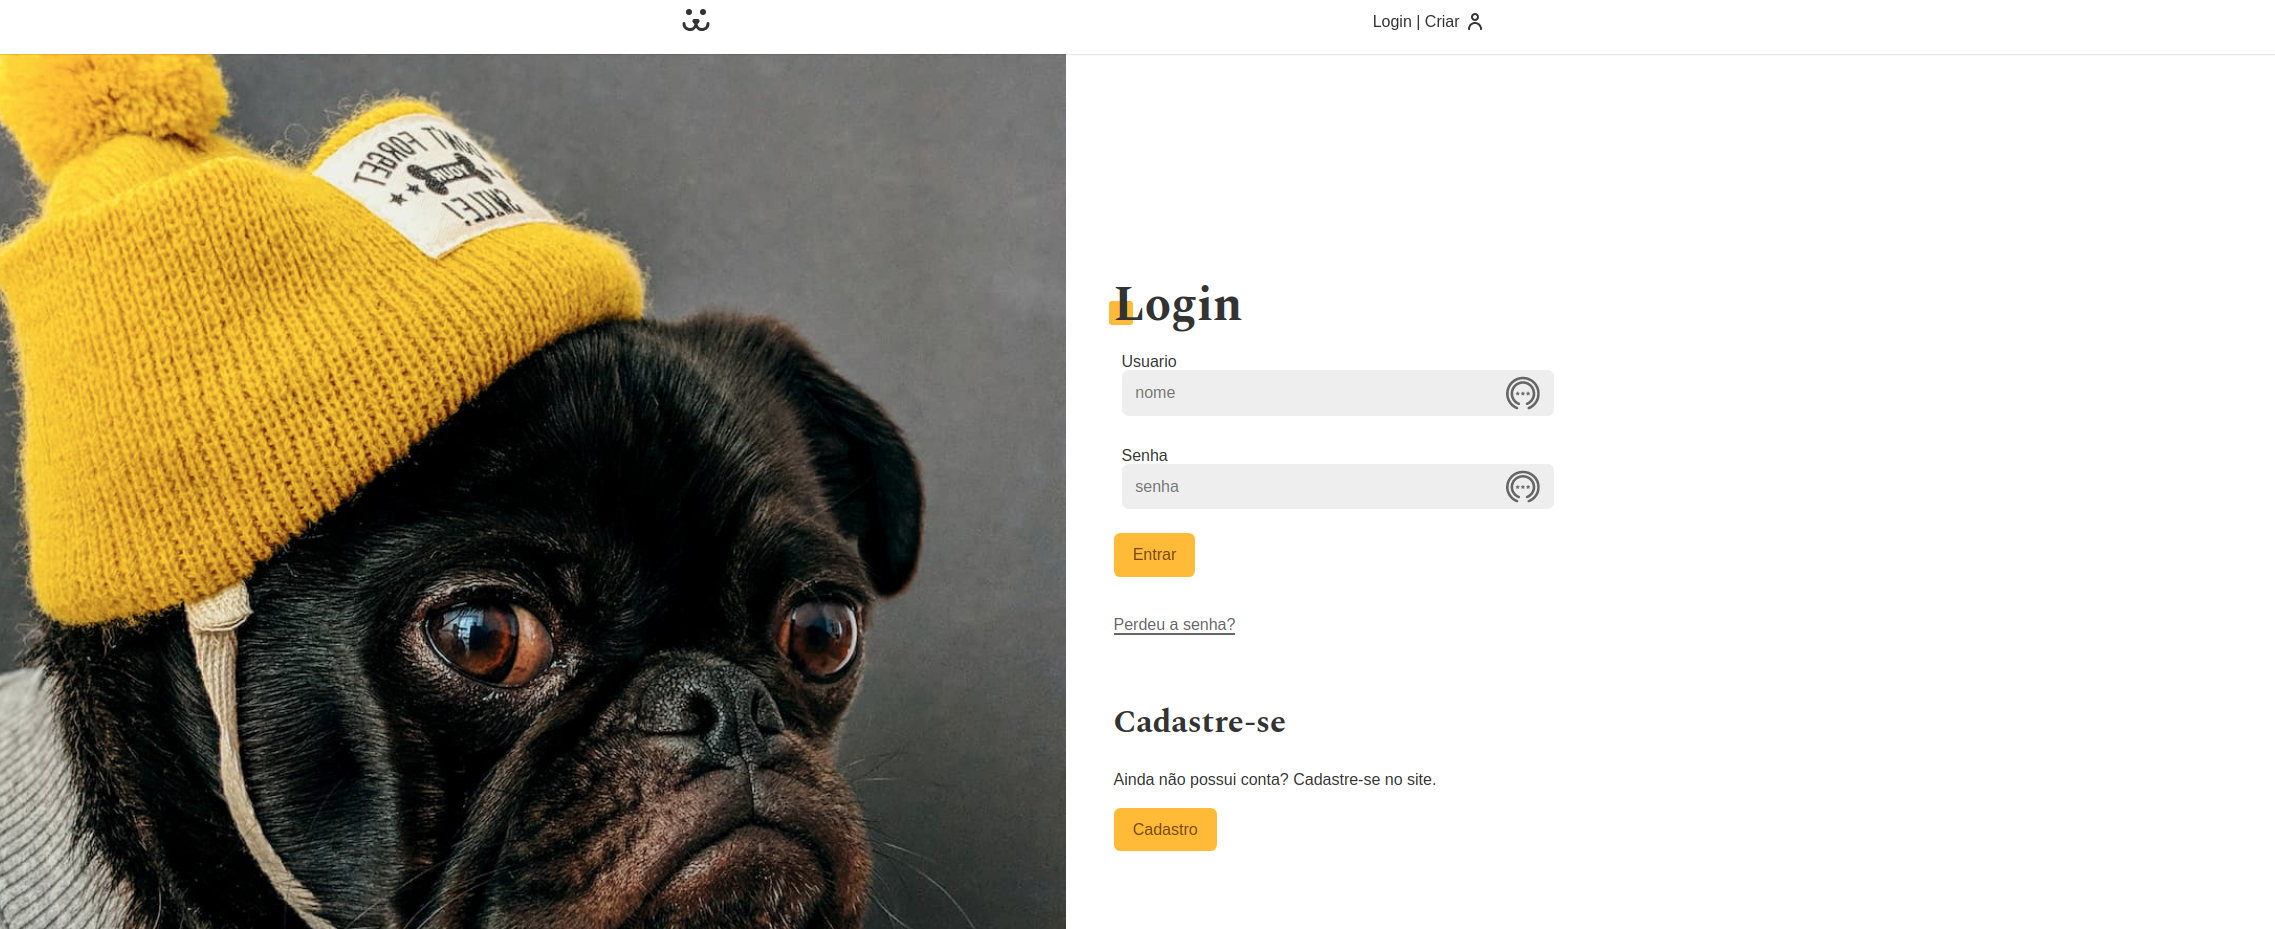 Login | Criar
DON'T FORGET
YOUR
SMILE!
Login
Usuario
nome
Senha
senha
Entrar
Perdeu a senha?
Cadastre-se
Ainda não possui conta? Cadastre-se no site.
Cadastro